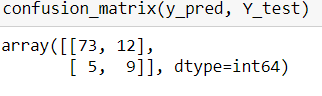 confusion_matrix(y_pred, Y_test)
array([[73, 12],
[ 5, 9]], dtype=int64)